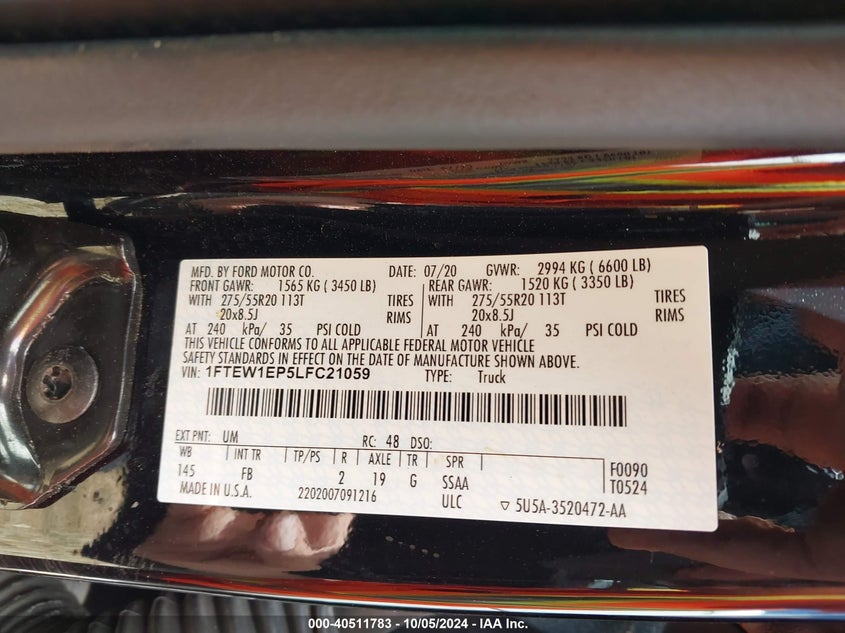 MFD. BY FORD MOTOR CO. DATE: 07/20 GVWR: 2994 KG ( 6600 LB)
FRONT GAWR: 1565 KG ( 3450 LB) REAR GAWR: 1520 KG ( 3350 LB)
WITH 275/55R20 113T TIRES WITH 275/55R20 113T TIRES
20x8.5J RIMS 20x8.5J RIMS
AT 240 kPa/ 35 PSI COLD AT 240 kPa/ 35 PSI COLD
THIS VEHICLE CONFORMS TO ALL APPLICABLE FEDERAL MOTOR VEHICLE
SAFETY STANDARDS IN EFFECT ON THE DATE OF MANUFACTURE SHOWN ABOVE.
VIN: 1FTEW1EP5LFC21059 TYPE: Truck
EXT PNT: UM RC: 48 DSO:
WB INT TR TP/PS R AXLE TR SPR F0090
145 FB 2 19 G SSAA T0524
MADE IN U.S.A. 2202007091216 ULC ▽ 5U5A-3520472-AA
000-40511783 - 10/05/2024 - IAA Inc.